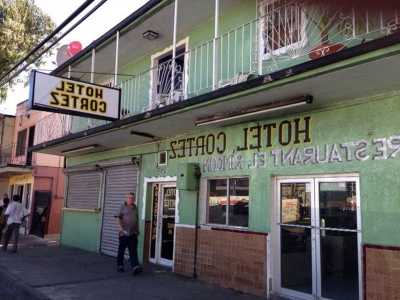 HOTEL
CORTEZ
HOTEL CORTEZ
RESTAURANT EL RINCON